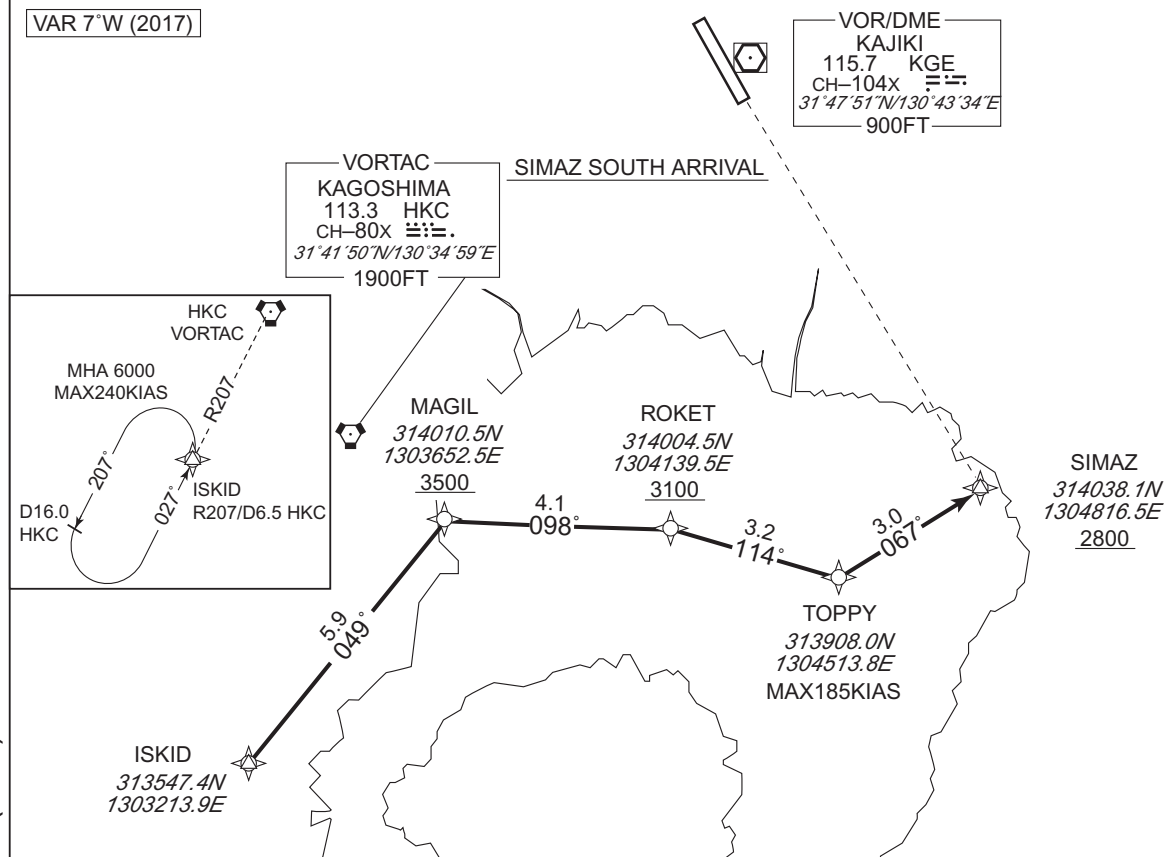 VAR 7°W (2017)
VOR/DME
KAJIKI
115.7 KGE
CH–104X
31°47´51˝N/130°43´34˝E
900FT
SIMAZ SOUTH ARRIVAL
VORTAC
KAGOSHIMA
113.3 HKC
CH–80X
31°41´50˝N/130°34´59˝E
1900FT
HKC
VORTAC
MHA 6000
MAX240KIAS
R207
207°
027°
D16.0
HKC
ISKID
R207/D6.5 HKC
MAGIL
314010.5N
1303652.5E
3500
ROKET
314004.5N
1304139.5E
3100
SIMAZ
314038.1N
1304816.5E
2800
4.1
098°
3.2
114°
3.0
067°
TOPPY
313908.0N
1304513.8E
MAX185KIAS
5.9
049°
ISKID
313547.4N
1303213.9E